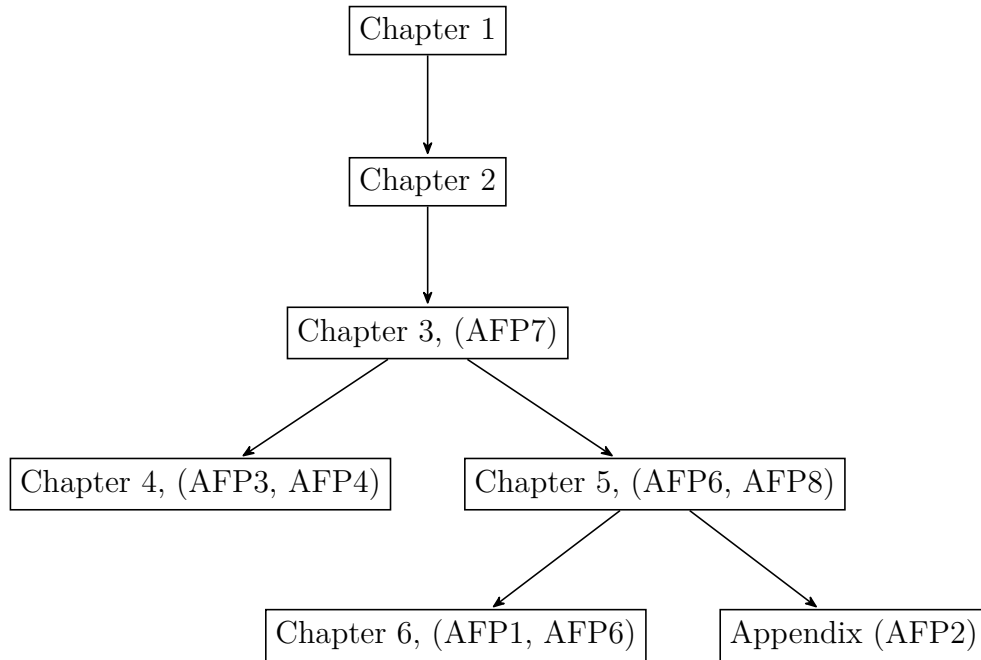 Chapter 1
Chapter 2
Chapter 3, (AFP7)
Chapter 4, (AFP3, AFP4)
Chapter 5, (AFP6, AFP8)
Chapter 6, (AFP1, AFP6)
Appendix (AFP2)